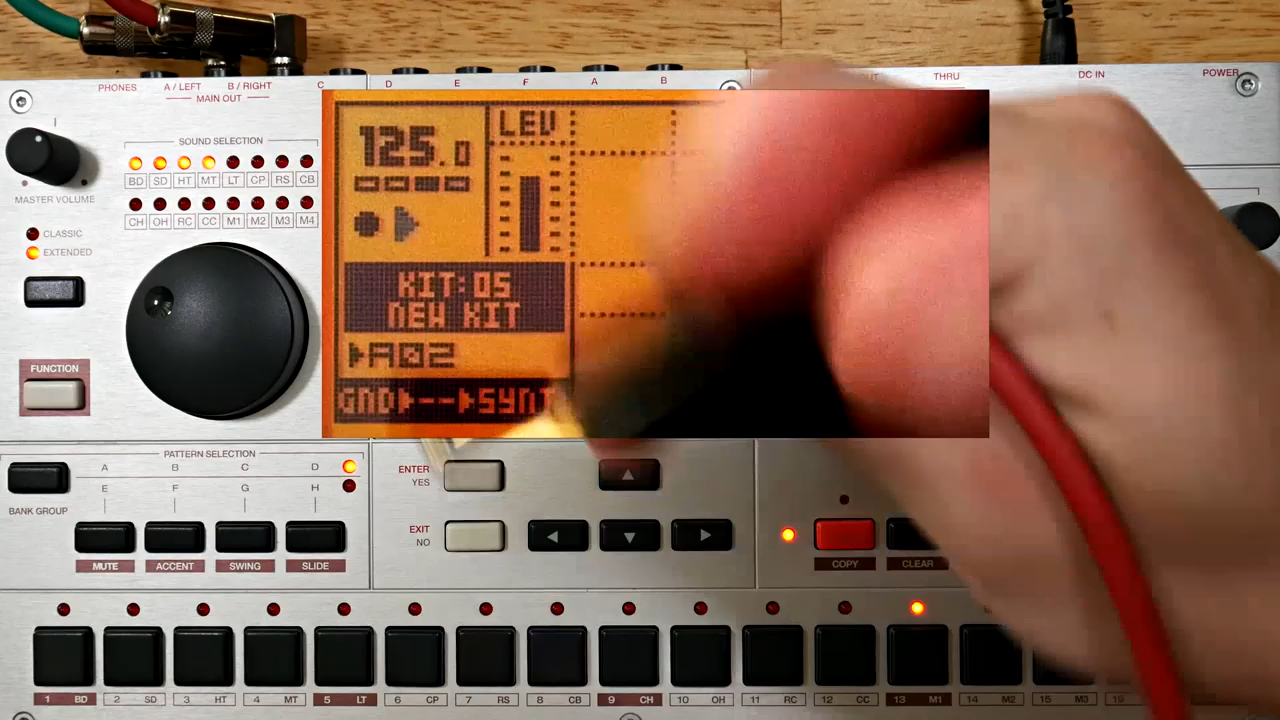 PHONES A / LEFT B / RIGHT C D E F A B THRU DC IN POWER
MAIN OUT
SOUND SELECTION
BD SD HT MT LT CP RS CB
CH OH RC CC M1 M2 M3 M4
MASTER VOLUME
CLASSIC
EXTENDED
FUNCTION
125.0
LEV
KIT:05
NEW KIT
A02
GND--SYNT
PATTERN SELECTION
A B C D
E F G H
BANK GROUP
MUTE ACCENT SWING SLIDE
ENTER
YES
EXIT
NO
COPY CLEAR
1 BD 2 SD 3 HT 4 MT 5 LT 6 CP 7 RS 8 CB 9 CH 10 OH 11 RC 12 CC 13 M1 14 M2 15 M3 16